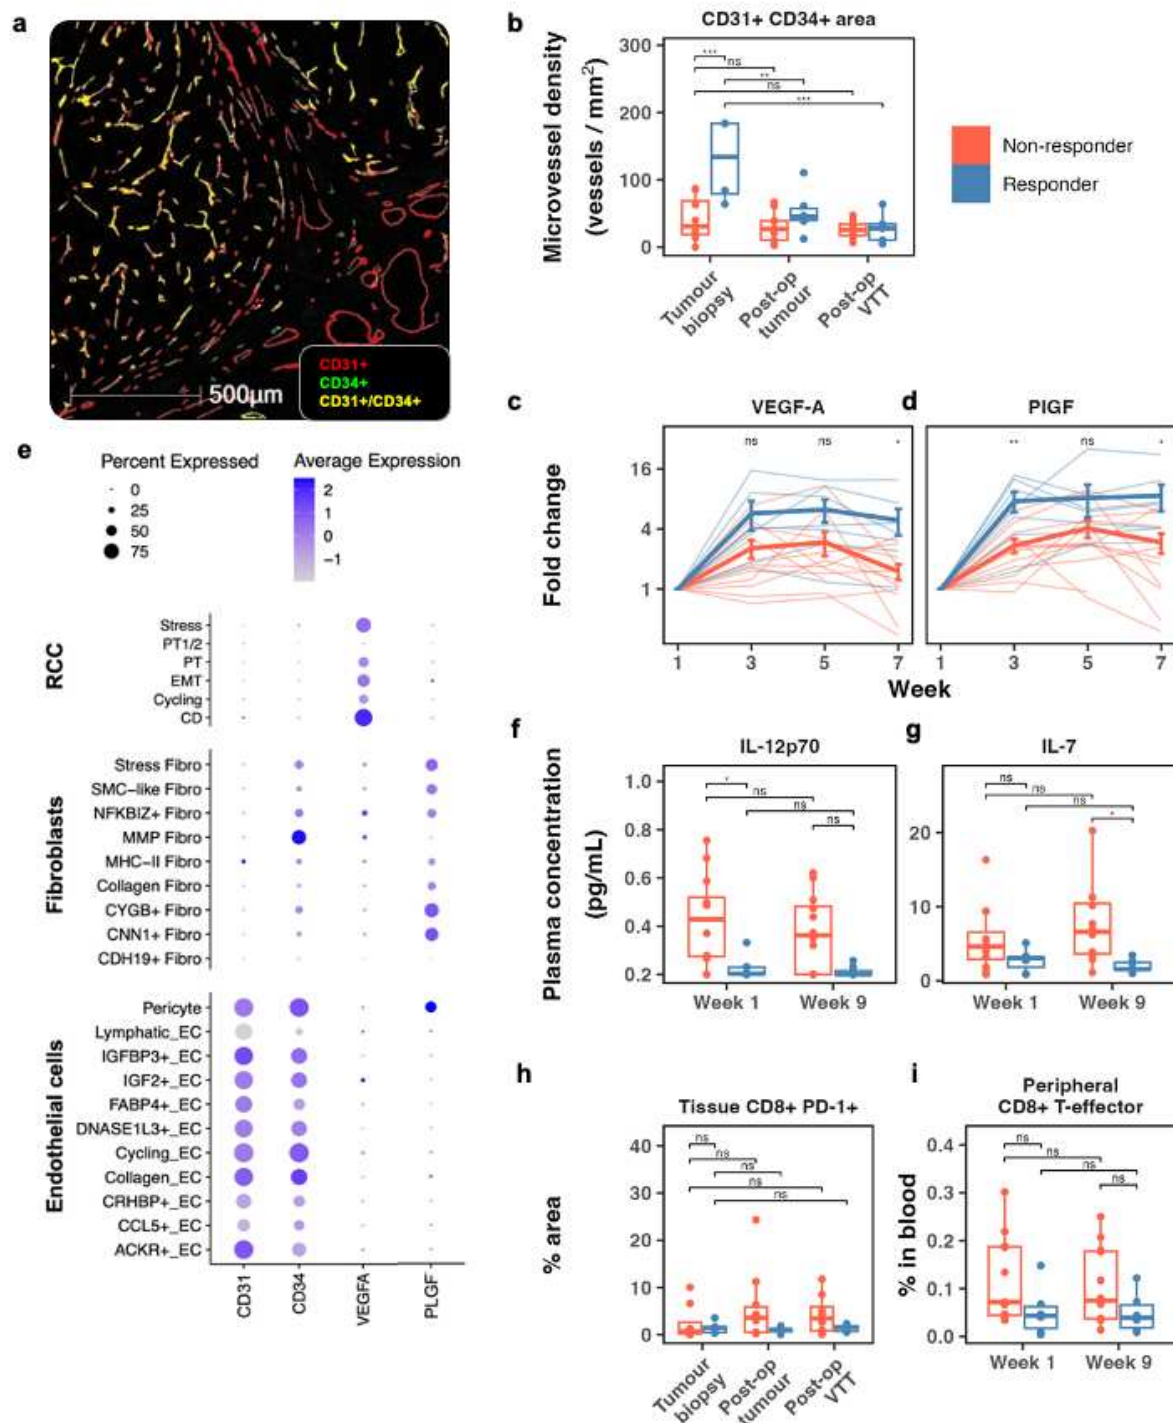 a
CD31+
CD34+
CD31+/CD34+
500µm
b
CD31+ CD34+ area
Microvessel density
(vessels / mm²)
300
200
100
0
***
ns
**
ns
***
Tumour
biopsy
Post-op
tumour
Post-op
VTT
Non-responder
Responder
c
VEGF-A
d
PlGF
Fold change
16
4
1
ns
ns
*
**
ns
*
1
3
5
7
1
3
5
7
Week
e
Percent Expressed
0
25
50
75
Average Expression
2
1
0
−1
RCC
Stress
PT1/2
PT
EMT
Cycling
CD
Fibroblasts
Stress Fibro
SMC−like Fibro
NFKBIZ+ Fibro
MMP Fibro
MHC−II Fibro
Collagen Fibro
CYGB+ Fibro
CNN1+ Fibro
CDH19+ Fibro
Endothelial cells
Pericyte
Lymphatic_EC
IGFBP3+_EC
IGF2+_EC
FABP4+_EC
DNASE1L3+_EC
Cycling_EC
Collagen_EC
CRHBP+_EC
CCL5+_EC
ACKR+_EC
CD31
CD34
VEGFA
PLGF
f
IL-12p70
Plasma concentration
(pg/mL)
1.0
0.8
0.6
0.4
0.2
*
ns
ns
ns
Week 1
Week 9
g
IL-7
20
10
0
ns
ns
ns
*
Week 1
Week 9
h
Tissue CD8+ PD-1+
% area
40
30
20
10
0
ns
ns
ns
ns
ns
Tumour
biopsy
Post-op
tumour
Post-op
VTT
i
Peripheral
CD8+ T-effector
% in blood
0.4
0.3
0.2
0.1
0.0
ns
ns
ns
ns
Week 1
Week 9